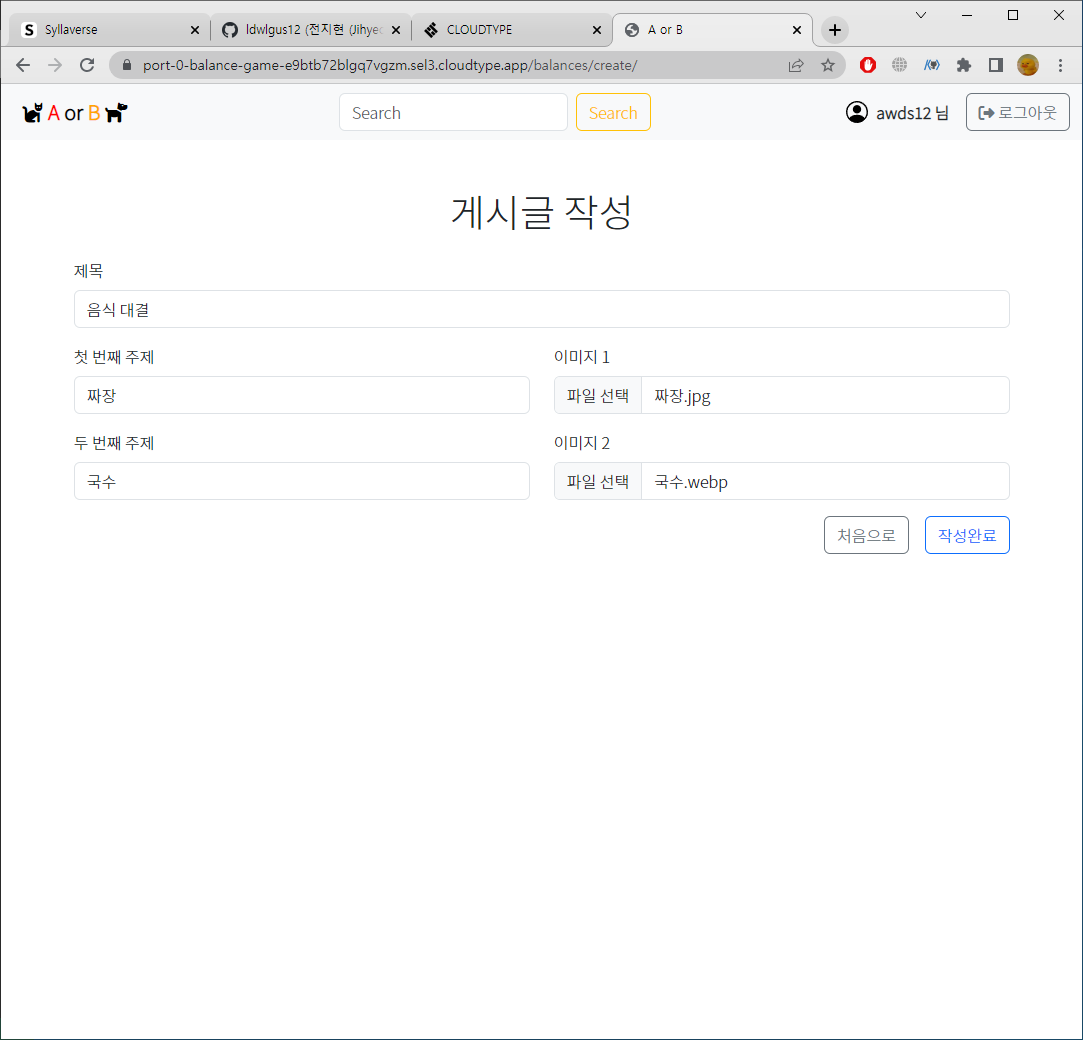 Syllaverse
ldwlgus12 (전지현 (Jihyeo
CLOUDTYPE
A or B
port-0-balance-game-e9btb72blgq7vgzm.sel3.cloudtype.app/balances/create/
A or B
Search
Search
awds12 님
로그아웃
게시글 작성
제목
음식 대결
첫 번째 주제
이미지 1
짜장
파일 선택
짜장.jpg
두 번째 주제
이미지 2
국수
파일 선택
국수.webp
처음으로
작성완료